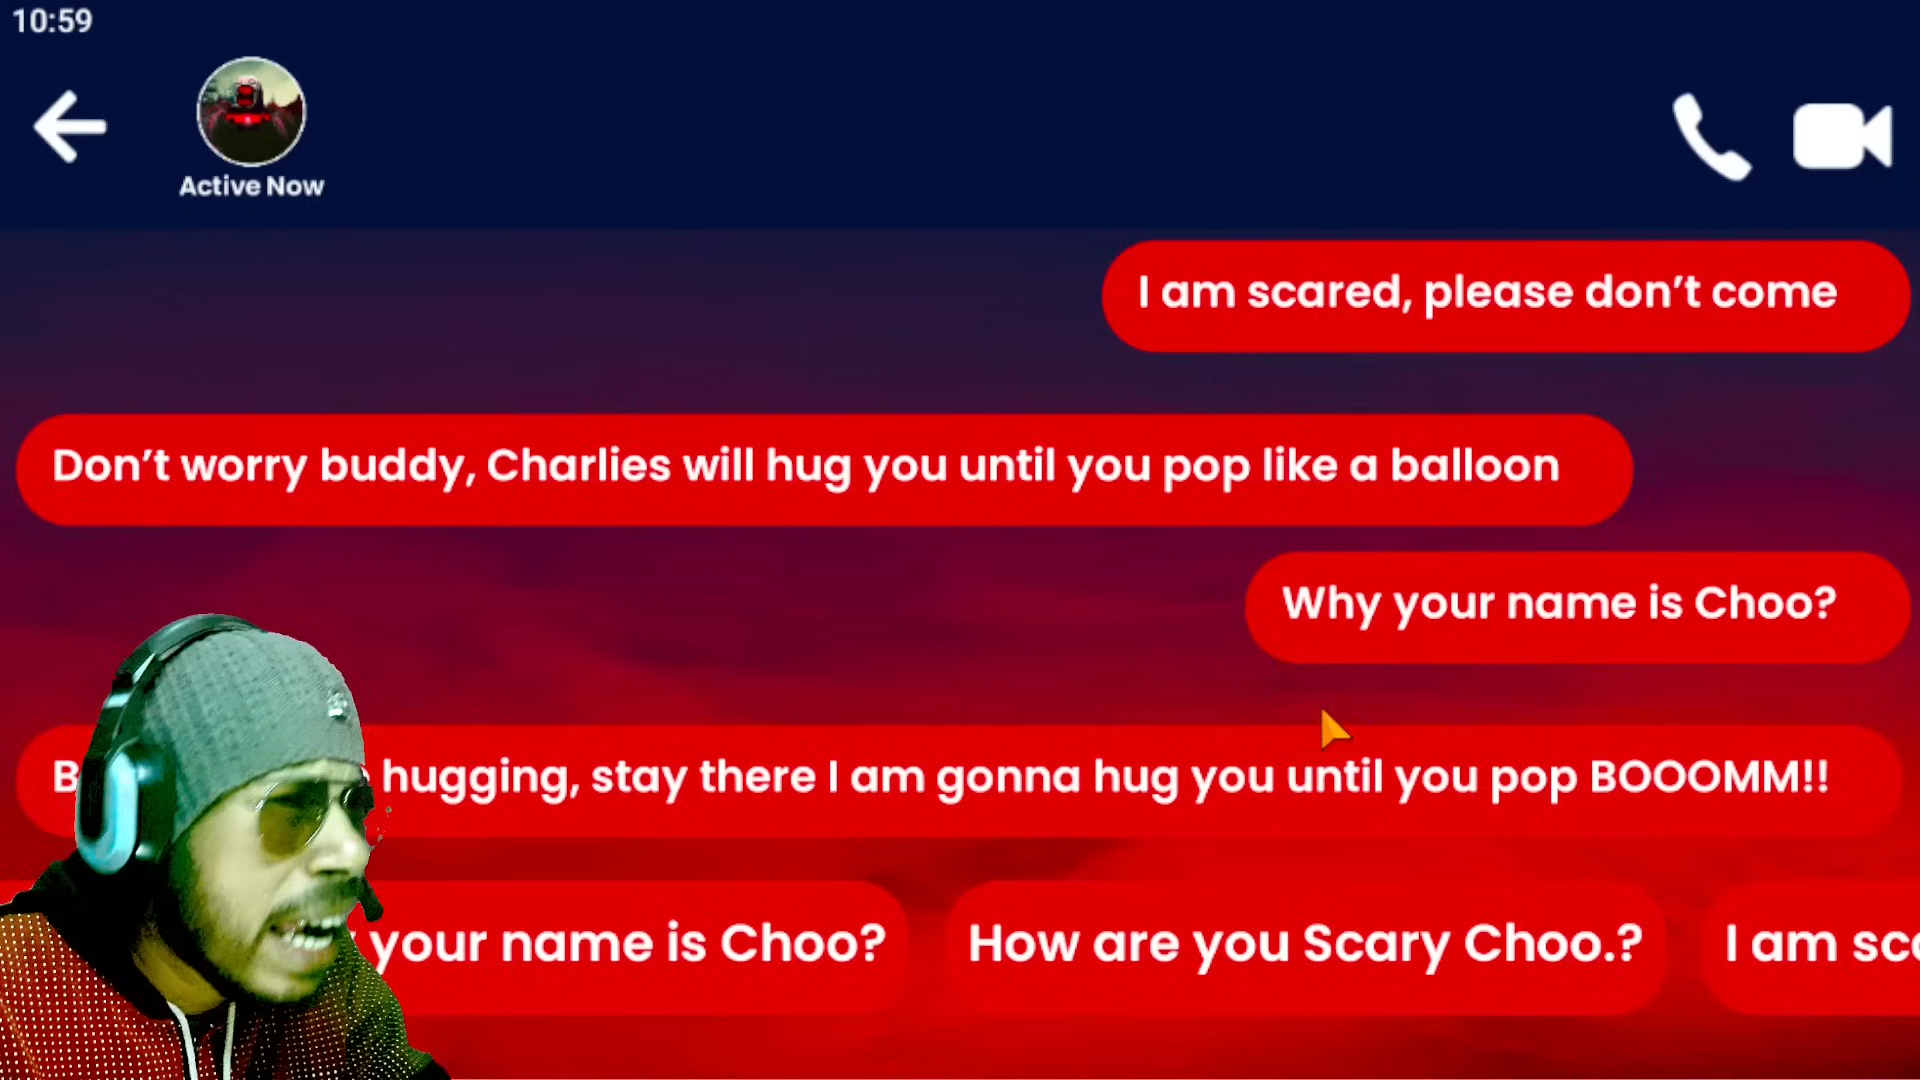 10:59
Active Now
I am scared, please don’t come
Don’t worry buddy, Charlies will hug you until you pop like a balloon
Why your name is Choo?
hugging, stay there I am gonna hug you until you pop BOOOMM!!
your name is Choo?
How are you Scary Choo.?
I am